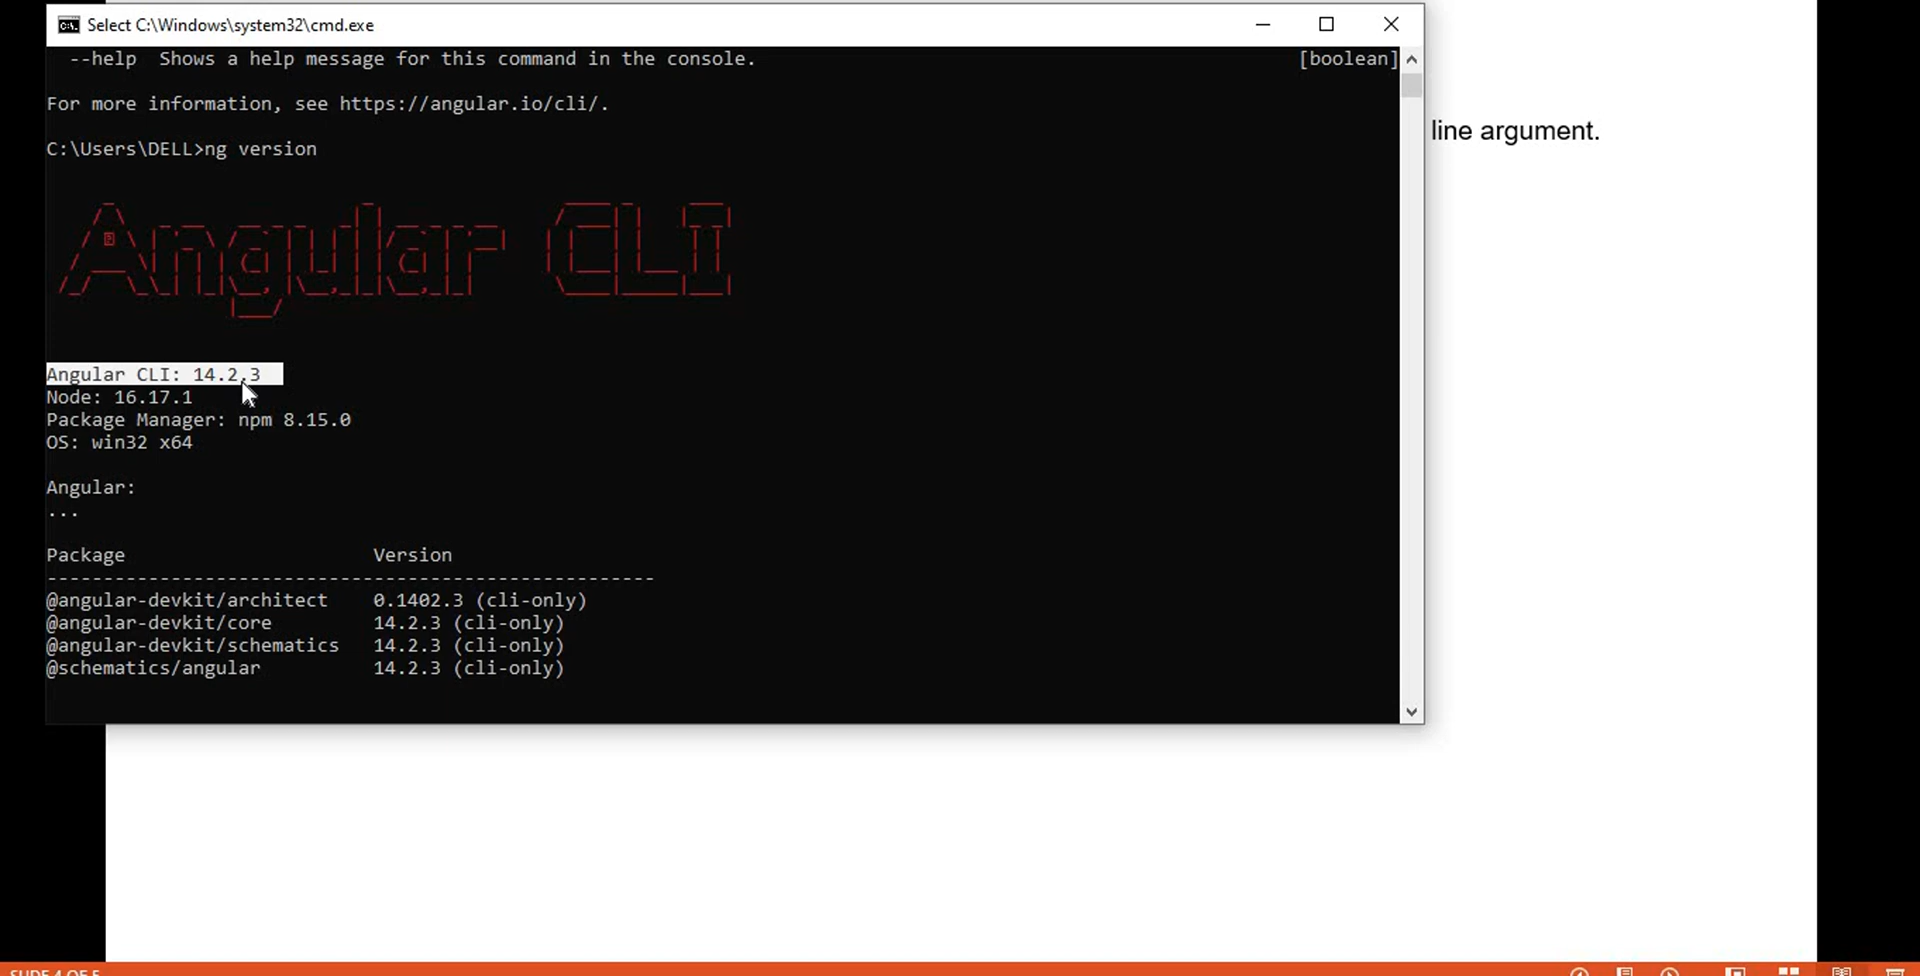 Select C:\Windows\system32\cmd.exe
--help  Shows a help message for this command in the console.  [boolean]
For more information, see https://angular.io/cli/.
line argument.
C:\Users\DELL>ng version
Angular CLI
Angular CLI: 14.2.3
Node: 16.17.1
Package Manager: npm 8.15.0
OS: win32 x64
Angular:
...
Package  Version
------------------------------------------------------
@angular-devkit/architect  0.1402.3 (cli-only)
@angular-devkit/core  14.2.3 (cli-only)
@angular-devkit/schematics  14.2.3 (cli-only)
@schematics/angular  14.2.3 (cli-only)
SLIDE 4 OF 5